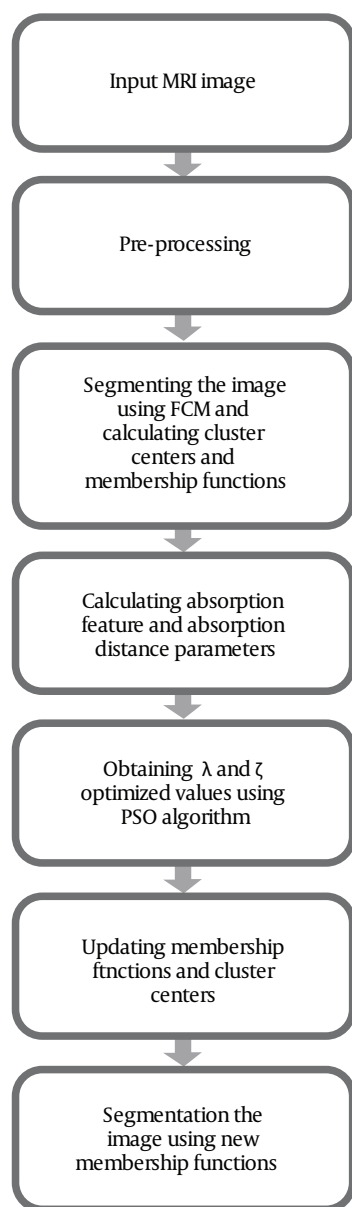 Input MRI image
Pre-processing
Segmenting the image
using FCM and
calculating cluster
centers and
membership functions
Calculating absorption
feature and absorption
distance parameters
Obtaining λ and ζ
optimized values using
PSO algorithm
Updating membership
ftnctions and cluster
centers
Segmentation the
image using new
membership functions